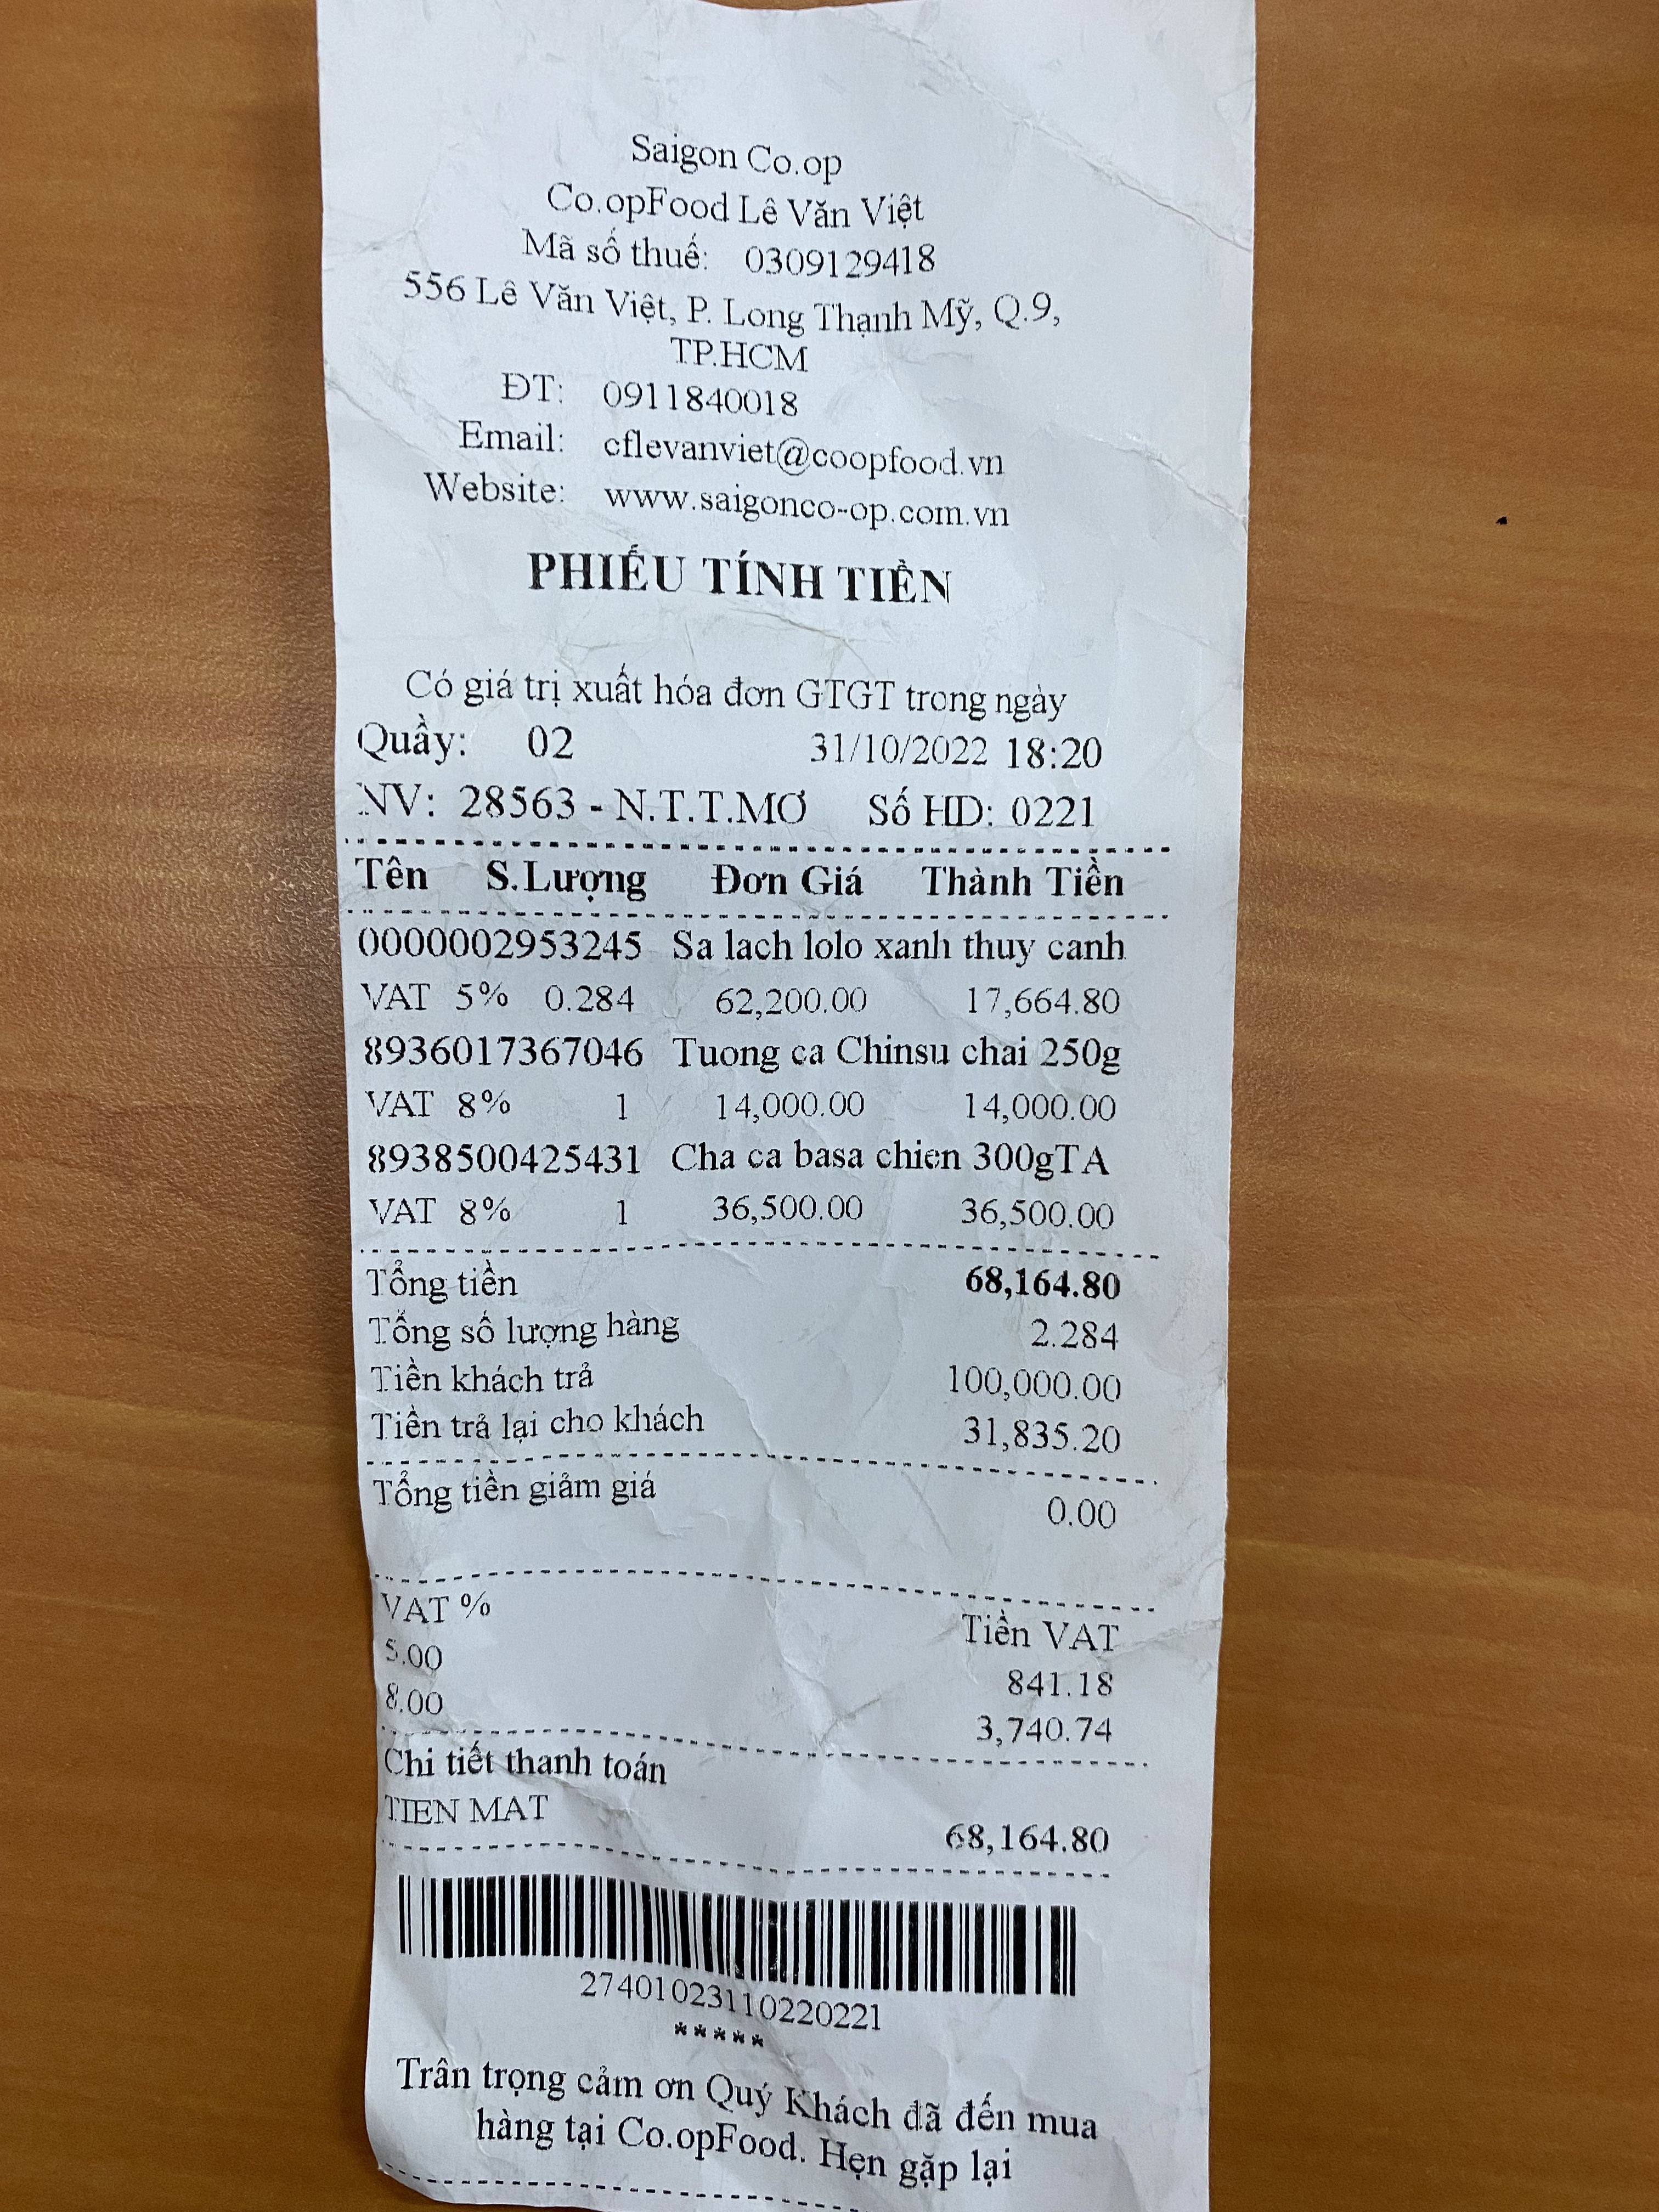 Saigon Co.op
Co.opFood Lê Văn Việt
Mã số thuế: 0309129418
556 Lê Văn Việt, P. Long Thạnh Mỹ, Q.9,
TP.HCM
ĐT: 0911840018
Email: cflevanviet@coopfood.vn
Website: www.saigonco-op.com.vn
PHIẾU TÍNH TIỀN
Có giá trị xuất hóa đơn GTGT trong ngày
Quầy: 02 31/10/2022 18:20
NV: 28563 - N.T.T.MƠ Số HD: 0221
Tên S.Lượng Đơn Giá Thành Tiền
0000002953245 Sa lach lolo xanh thuy canh
VAT 5% 0.284 62,200.00 17,664.80
8936017367046 Tuong ca Chinsu chai 250g
VAT 8% 1 14,000.00 14,000.00
8938500425431 Cha ca basa chien 300gTA
VAT 8% 1 36,500.00 36,500.00
Tổng tiền 68,164.80
Tổng số lượng hàng 2.284
Tiền khách trả 100,000.00
Tiền trả lại cho khách 31,835.20
Tổng tiền giảm giá 0.00
VAT % Tiền VAT
5.00 841.18
8.00 3,740.74
Chi tiết thanh toán
TIEN MAT 68,164.80
27401023110220221
*****
Trân trọng cảm ơn Quý Khách đã đến mua
hàng tại Co.opFood. Hẹn gặp lại